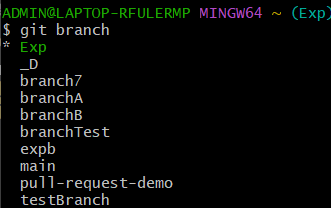 ADMIN@LAPTOP-RFULERMP MINGW64 ~ (Exp)
$ git branch
* Exp
  _D
  branch7
  branchA
  branchB
  branchTest
  expb
  main
  pull-request-demo
  testBranch